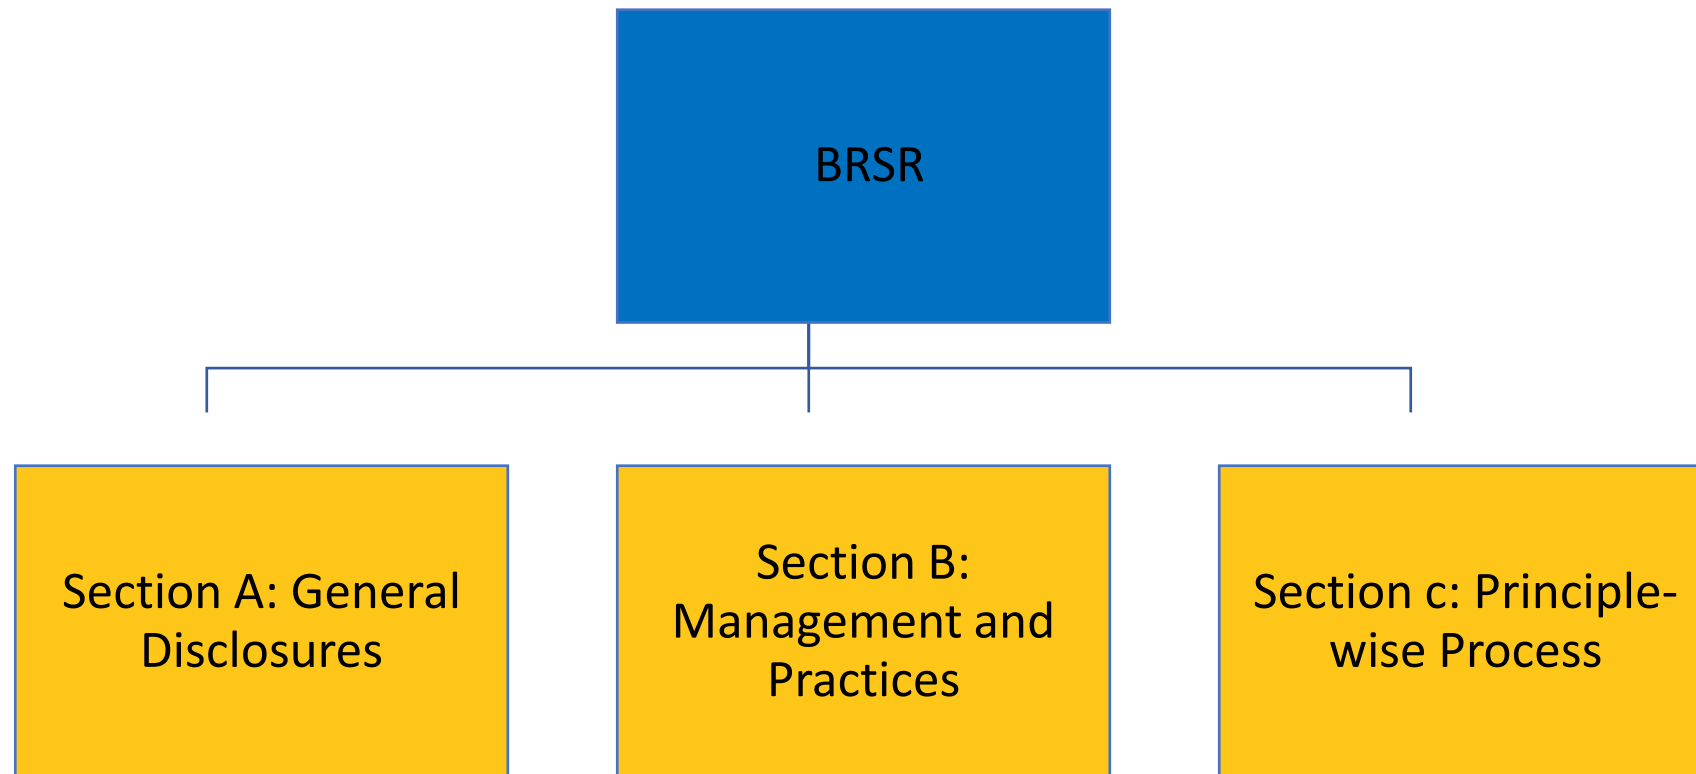 BRSR
Section A: General
Disclosures
Section B:
Management and
Practices
Section c: Principle-
wise Process